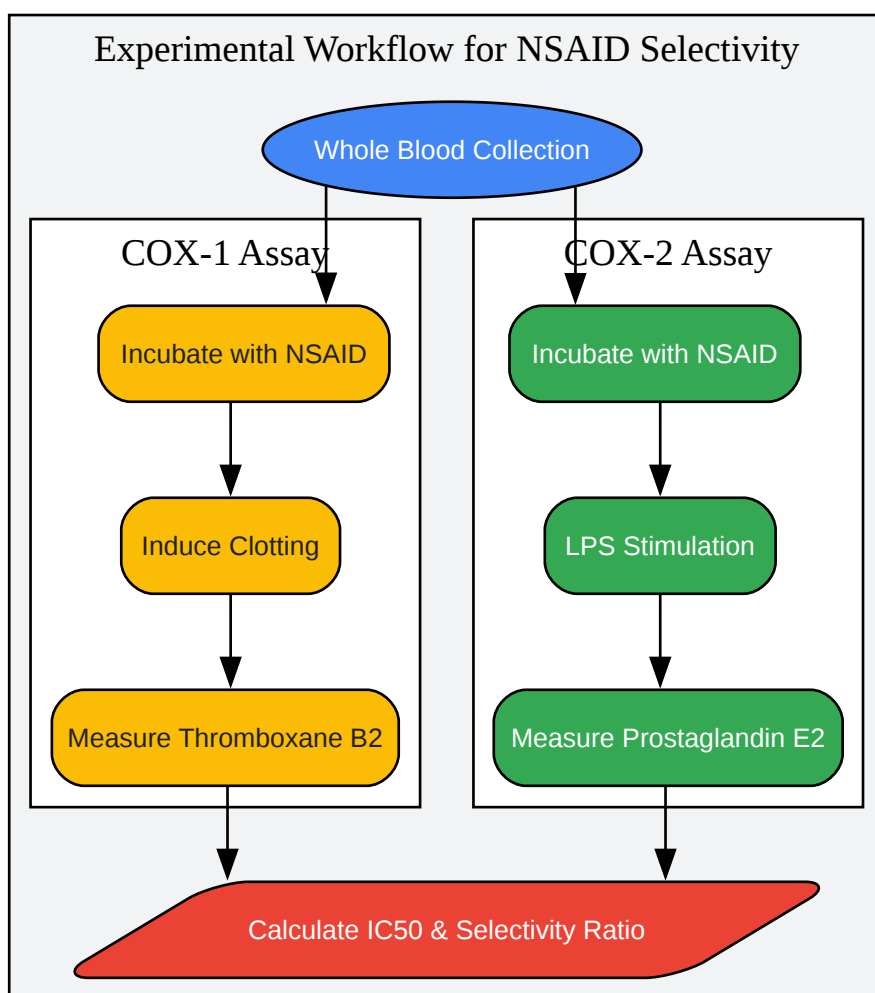 Experimental Workflow for NSAID Selectivity
Whole Blood Collection
COX-1 Assay
Incubate with NSAID
Induce Clotting
Measure Thromboxane B2
COX-2 Assay
Incubate with NSAID
LPS Stimulation
Measure Prostaglandin E2
Calculate IC50 & Selectivity Ratio